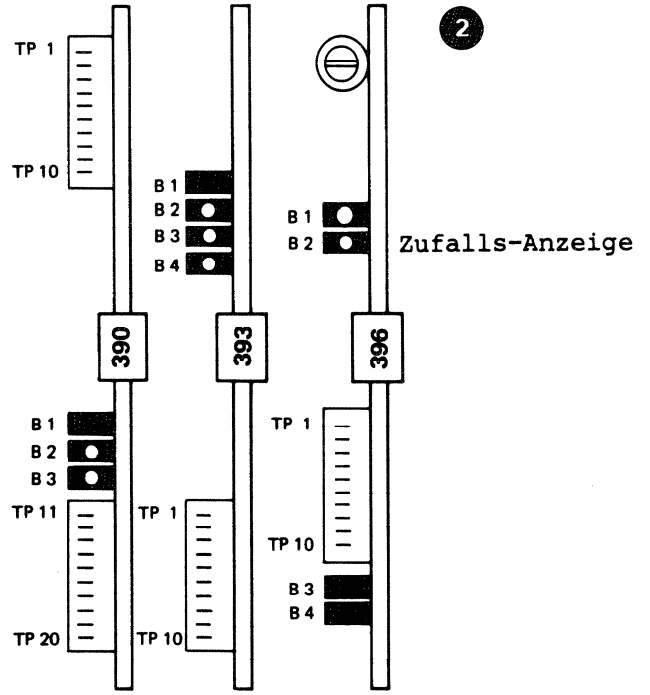 2
TP 1
TP 10
390
B 1
B 2
B 3
TP 11
TP 20
B 1
B 2
B 3
B 4
393
TP 1
TP 10
B 1
B 2 Zufalls-Anzeige
396
TP 1
TP 10
B 3
B 4